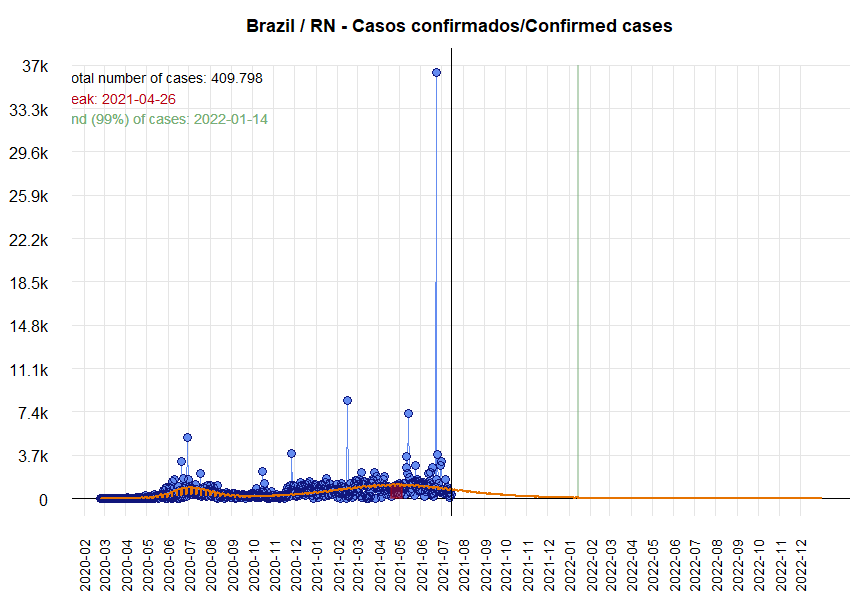 Brazil / RN - Casos confirmados/Confirmed cases
otal number of cases: 409.798
eak: 2021-04-26
nd (99%) of cases: 2022-01-14
37k
33.3k
29.6k
25.9k
22.2k
18.5k
14.8k
11.1k
7.4k
3.7k
0
2020-02
2020-03
2020-04
2020-05
2020-06
2020-07
2020-08
2020-09
2020-10
2020-11
2020-12
2021-01
2021-02
2021-03
2021-04
2021-05
2021-06
2021-07
2021-08
2021-09
2021-10
2021-11
2021-12
2022-01
2022-02
2022-03
2022-04
2022-05
2022-06
2022-07
2022-08
2022-09
2022-10
2022-11
2022-12